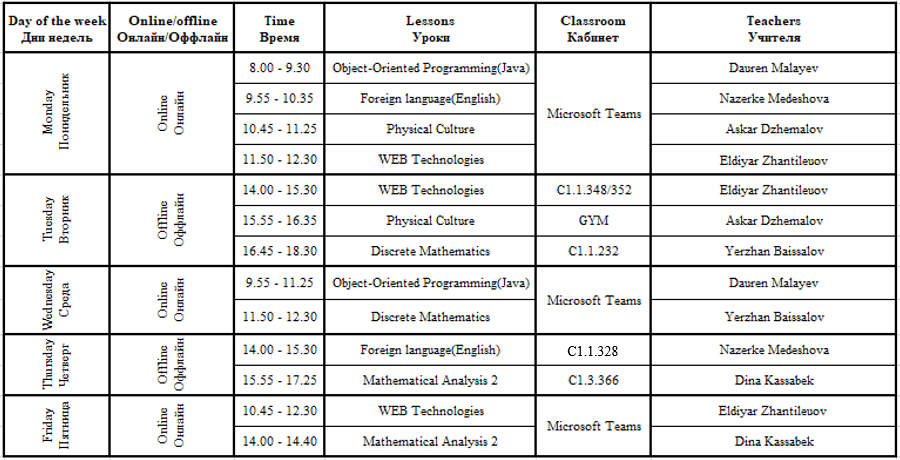 Day of the week Online/offline Time Lessons Classroom Teachers
Дни недель Онлайн/Оффлайн Время Уроки Кабинет Учителя
Monday
Понидельник
Online
Онлайн
8.00 - 9.30 Object-Oriented Programming(Java) Dauren Malayev
9.55 - 10.35 Foreign language(English) Nazerke Medeshova
Microsoft Teams
10.45 - 11.25 Physical Culture Askar Dzhemalov
11.50 - 12.30 WEB Technologies Eldiyar Zhantileuov
Tuesday
Вторник
Offline
Оффлайн
14.00 - 15.30 WEB Technologies C1.1.348/352 Eldiyar Zhantileuov
15.55 - 16.35 Physical Culture GYM Askar Dzhemalov
16.45 - 18.30 Discrete Mathematics C1.1.232 Yerzhan Baissalov
Wednesday
Среда
Online
Онлайн
9.55 - 11.25 Object-Oriented Programming(Java) Dauren Malayev
Microsoft Teams
11.50 - 12.30 Discrete Mathematics Yerzhan Baissalov
Thursday
Четверг
Offline
Оффлайн
14.00 - 15.30 Foreign language(English) C1.1.328 Nazerke Medeshova
15.55 - 17.25 Mathematical Analysis 2 C1.3.366 Dina Kassabek
Friday
Пятница
Online
Онлайн
10.45 - 12.30 WEB Technologies Eldiyar Zhantileuov
Microsoft Teams
14.00 - 14.40 Mathematical Analysis 2 Dina Kassabek